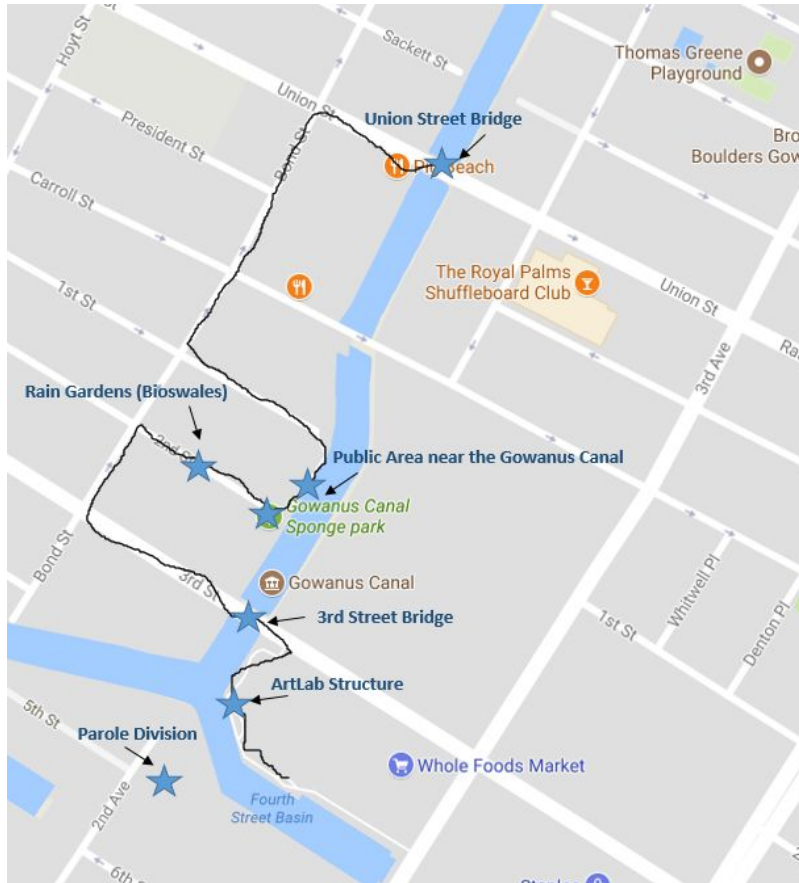 Hoyt St
Sackett St
Thomas Greene
Playground
Union St
Union Street Bridge
President St
Bond St
Pig Beach
Boulders Gow
Carroll St
The Royal Palms
Shuffleboard Club
1st St
Union St
3rd Ave
Rain Gardens (Bioswales)
2nd St
Public Area near the Gowanus Canal
Gowanus Canal
Sponge park
Bond St
3rd St
Gowanus Canal
Whitwell Pl
Denton Pl
1st St
3rd Street Bridge
ArtLab Structure
5th St
Parole Division
Whole Foods Market
2nd Ave
Fourth
Street Basin
6th St